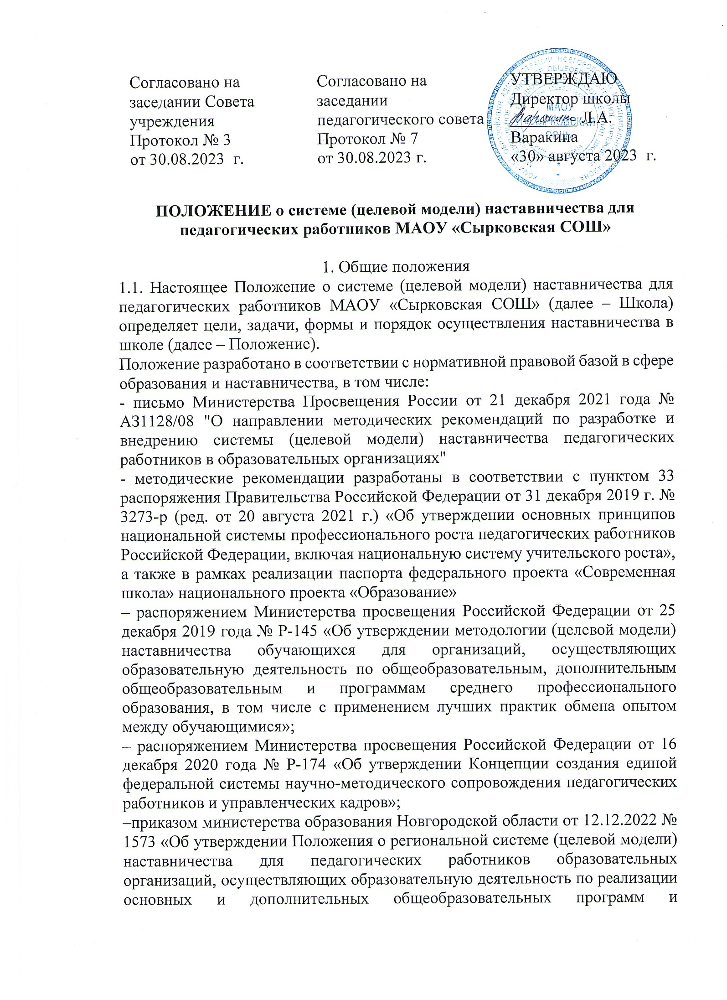 Согласовано на
заседании Совета
учреждения
Протокол № 3
от 30.08.2023 г.
Согласовано на
заседании
педагогического совета
Протокол № 7
от 30.08.2023 г.
УТВЕРЖДАЮ
Директор школы
Л.А.
Варакина
«30» августа 2023 г.
МАОУ
СЫРКОВСКАЯ
СОШ
ПОЛОЖЕНИЕ о системе (целевой модели) наставничества для
педагогических работников МАОУ «Сырковская СОШ»
1. Общие положения
1.1. Настоящее Положение о системе (целевой модели) наставничества для
педагогических работников МАОУ «Сырковская СОШ» (далее – Школа)
определяет цели, задачи, формы и порядок осуществления наставничества в
школе (далее – Положение).
Положение разработано в соответствии с нормативной правовой базой в сфере
образования и наставничества, в том числе:
- письмо Министерства Просвещения России от 21 декабря 2021 года №
АЗ1128/08 "О направлении методических рекомендаций по разработке и
внедрению системы (целевой модели) наставничества педагогических
работников в образовательных организациях"
- методические рекомендации разработаны в соответствии с пунктом 33
распоряжения Правительства Российской Федерации от 31 декабря 2019 г. №
3273-р (ред. от 20 августа 2021 г.) «Об утверждении основных принципов
национальной системы профессионального роста педагогических работников
Российской Федерации, включая национальную систему учительского роста»,
а также в рамках реализации паспорта федерального проекта «Современная
школа» национального проекта «Образование»
– распоряжением Министерства просвещения Российской Федерации от 25
декабря 2019 года № Р-145 «Об утверждении методологии (целевой модели)
наставничества обучающихся для организаций, осуществляющих
образовательную деятельность по общеобразовательным, дополнительным
общеобразовательным и программам среднего профессионального
образования, в том числе с применением лучших практик обмена опытом
между обучающимися»;
– распоряжением Министерства просвещения Российской Федерации от 16
декабря 2020 года № Р-174 «Об утверждении Концепции создания единой
федеральной системы научно-методического сопровождения педагогических
работников и управленческих кадров»;
–приказом министерства образования Новгородской области от 12.12.2022 №
1573 «Об утверждении Положения о региональной системе (целевой модели)
наставничества для педагогических работников образовательных
организаций, осуществляющих образовательную деятельность по реализации
основных и дополнительных общеобразовательных программ и